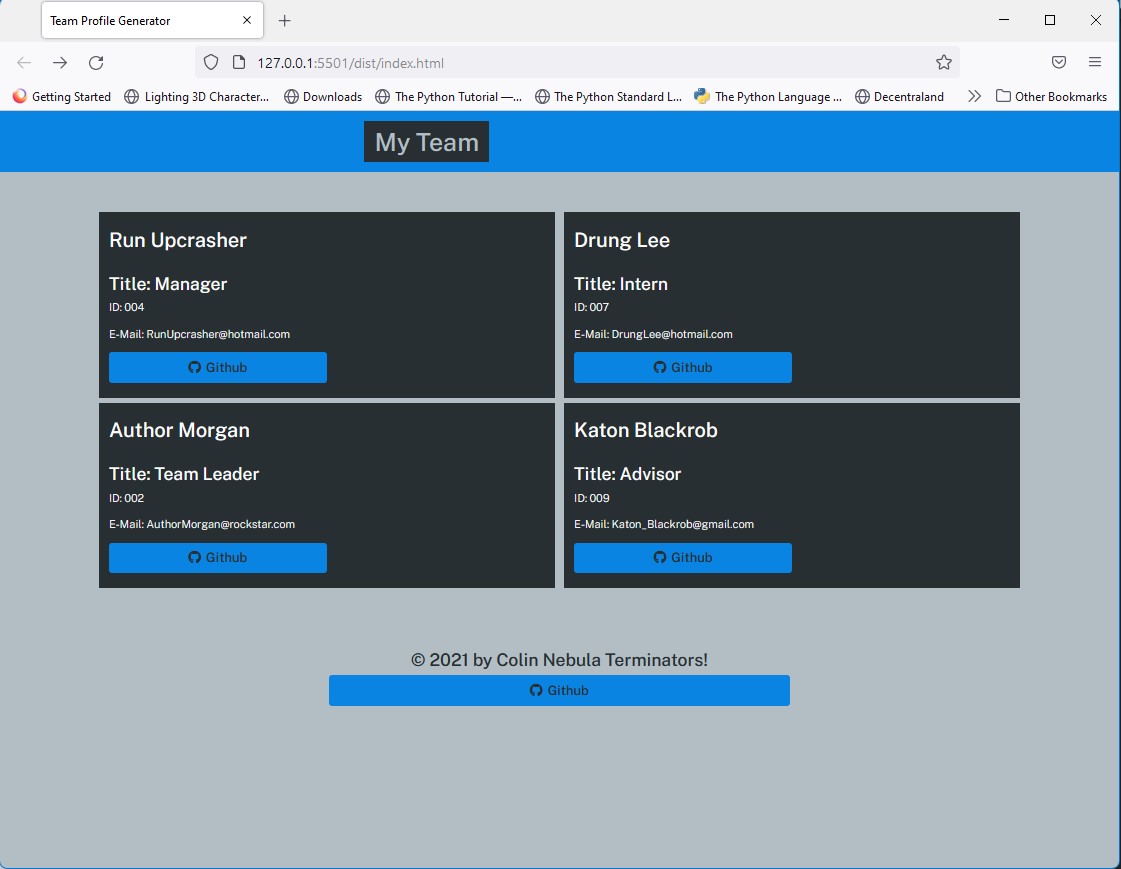 Team Profile Generator
127.0.0.1:5501/dist/index.html
Getting Started
Lighting 3D Character...
Downloads
The Python Tutorial —...
The Python Standard L...
The Python Language ...
Decentraland
Other Bookmarks
My Team
Run Upcrasher
Title: Manager
ID: 004
E-Mail: RunUpcrasher@hotmail.com
Github
Drung Lee
Title: Intern
ID: 007
E-Mail: DrungLee@hotmail.com
Github
Author Morgan
Title: Team Leader
ID: 002
E-Mail: AuthorMorgan@rockstar.com
Github
Katon Blackrob
Title: Advisor
ID: 009
E-Mail: Katon_Blackrob@gmail.com
Github
© 2021 by Colin Nebula Terminators!
Github